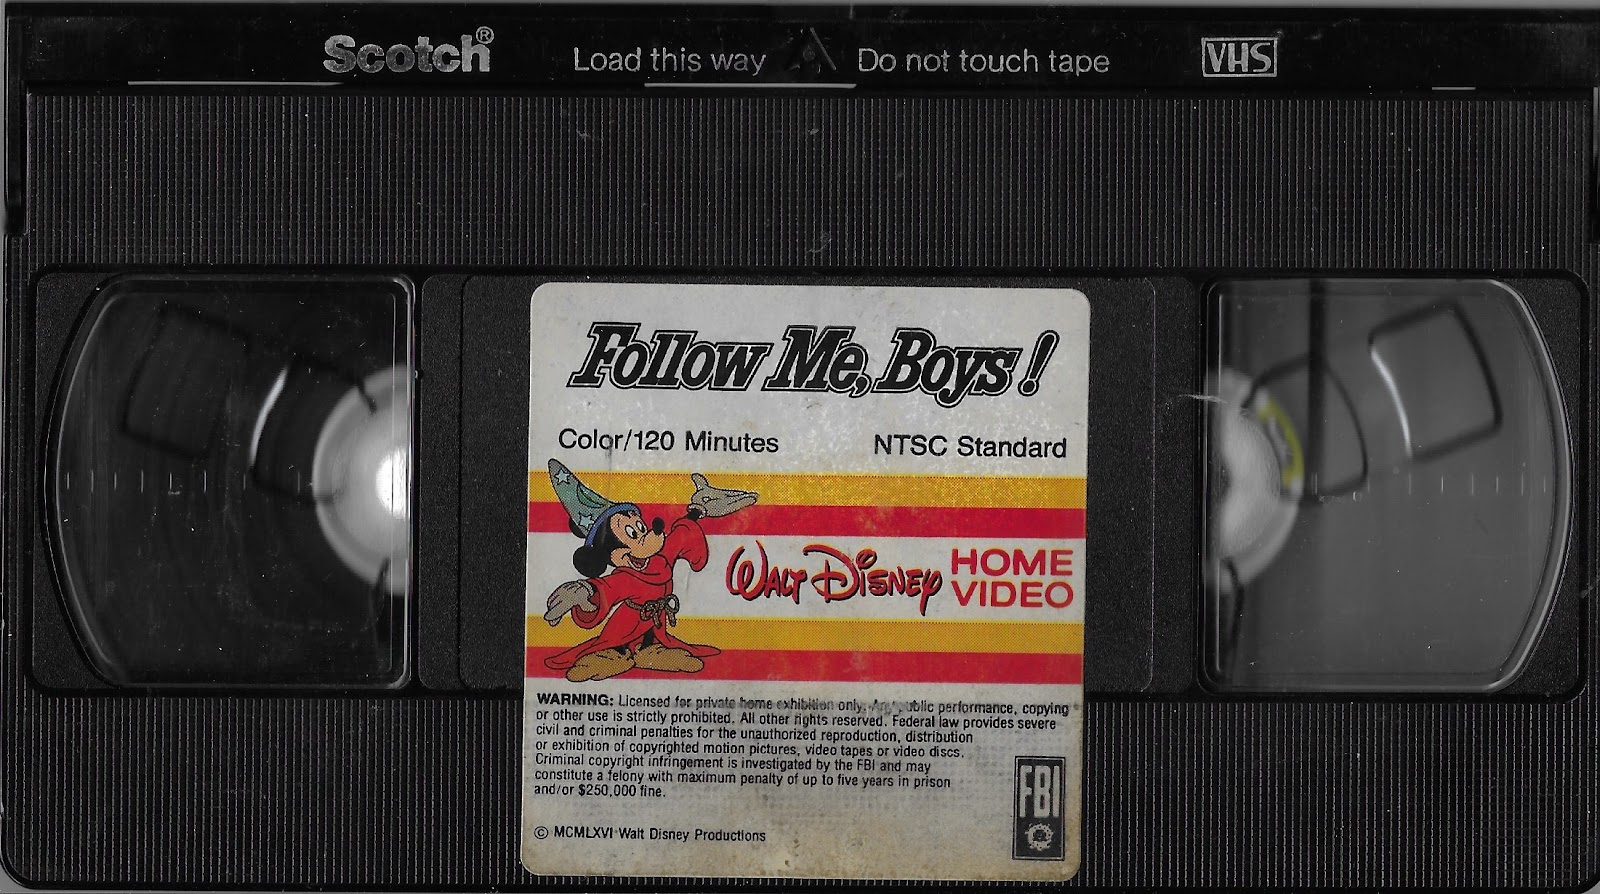 Scotch®
Load this way
Do not touch tape
VHS
Follow Me, Boys!
Color/120 Minutes
NTSC Standard
WALT DISNEY
HOME
VIDEO
WARNING: Licensed for private home exhibition only. Any public performance, copying
or other use is strictly prohibited. All other rights reserved. Federal law provides severe
civil and criminal penalties for the unauthorized reproduction, distribution
or exhibition of copyrighted motion pictures, video tapes or video discs.
Criminal copyright infringement is investigated by the FBI and may
constitute a felony with maximum penalty of up to five years in prison
and/or $250,000 fine.
FBI
© MCMLXVI Walt Disney Productions